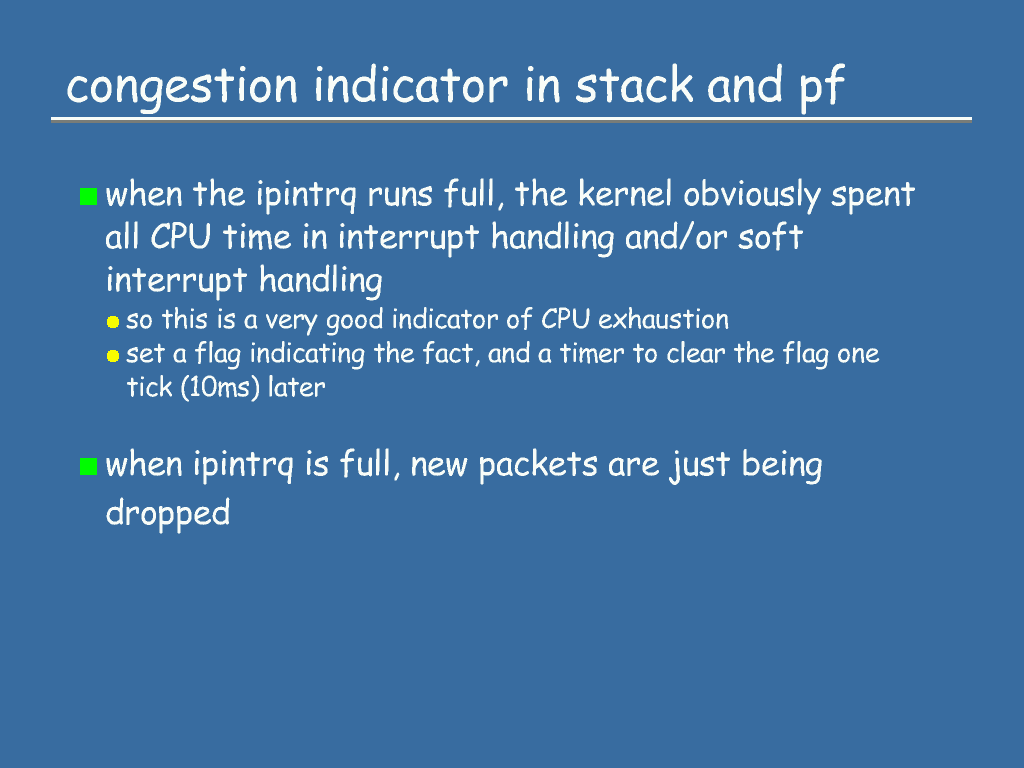 congestion indicator in stack and pf
when the ipintrq runs full, the kernel obviously spent
all CPU time in interrupt handling and/or soft
interrupt handling
so this is a very good indicator of CPU exhaustion
set a flag indicating the fact, and a timer to clear the flag one
tick (10ms) later
when ipintrq is full, new packets are just being
dropped